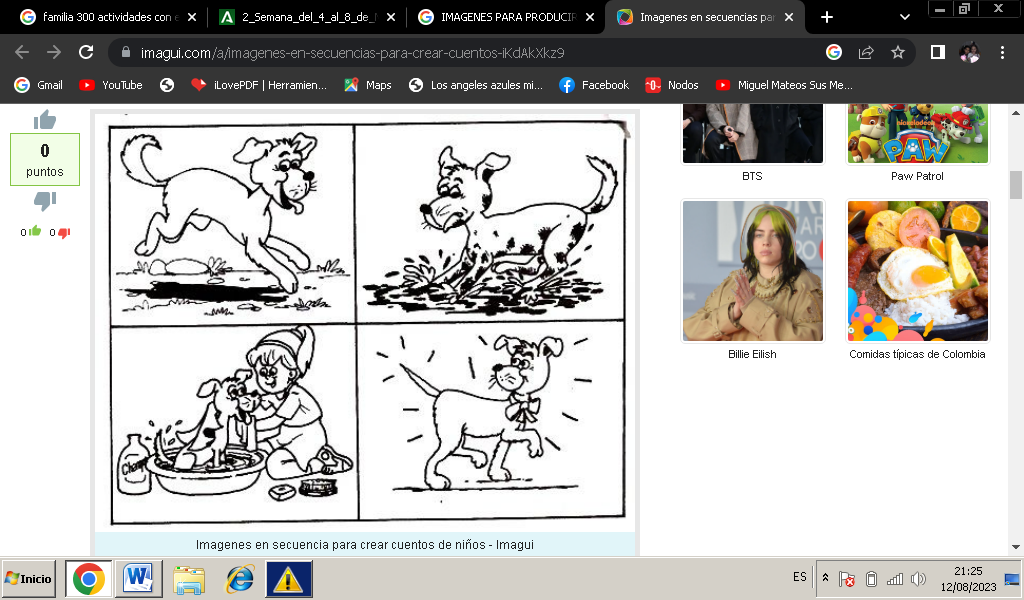 familia 300 actividades con e
2_Semana_del_4_al_8_de_
IMAGENES PARA PRODUCIR
Imagenes en secuencias par
imagui.com/a/imagenes-en-secuencias-para-crear-cuentos-iKdAkXkz9
Gmail
YouTube
iLovePDF | Herramien...
Maps
Los angeles azules mi...
Facebook
Nodos
Miguel Mateos Sus Me...
0
puntos
0 0
nickelodeon
PAW
BTS
Paw Patrol
Billie Eilish
Comidas típicas de Colombia
Imagenes en secuencia para crear cuentos de niños - Imagui
Inicio
ES
21:25
12/08/2023